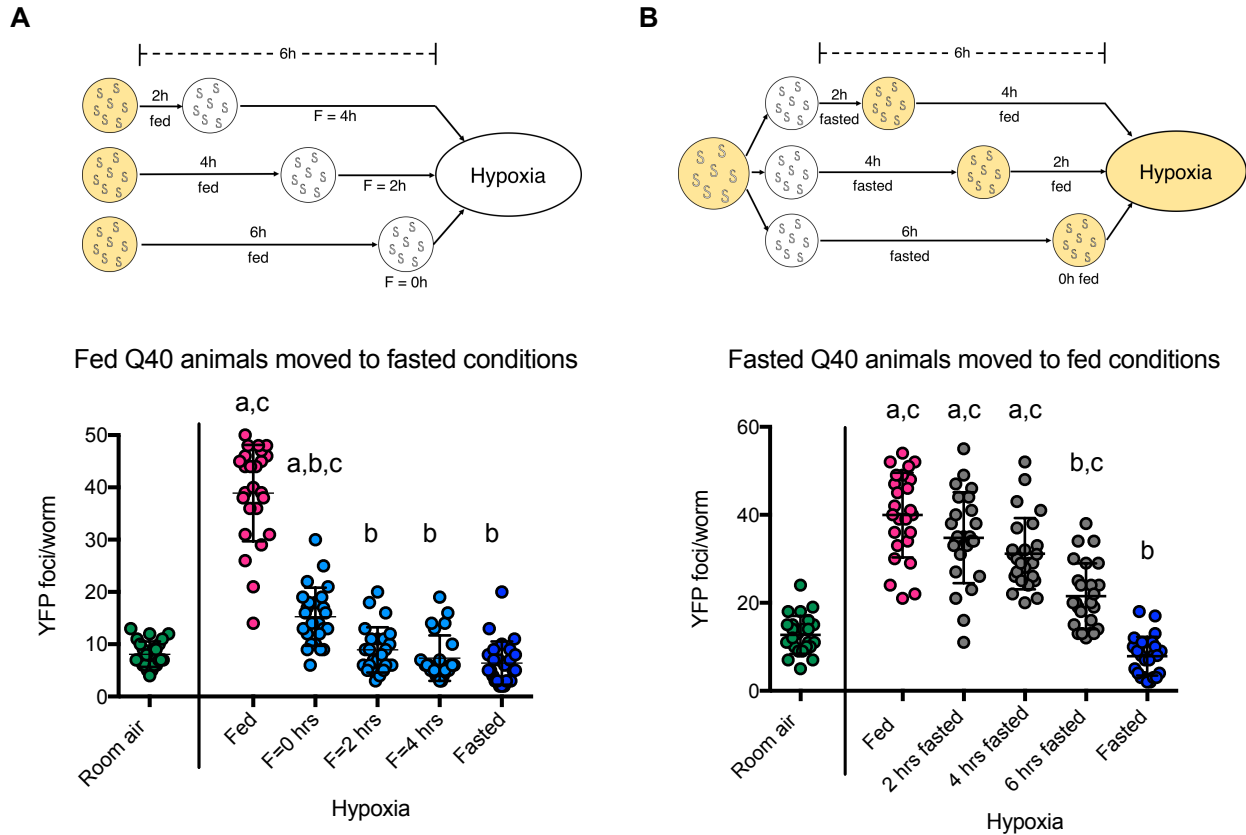 A
6h
2h
fed
F = 4h
4h
fed
F = 2h
6h
fed
F = 0h
Hypoxia
Fed Q40 animals moved to fasted conditions
a,c
a,b,c
b
b
b
YFP foci/worm
50
40
30
20
10
0
Room air
Fed
F=0 hrs
F=2 hrs
F=4 hrs
Fasted
Hypoxia
B
6h
2h
fasted
4h
fed
4h
fasted
2h
fed
6h
fasted
0h fed
Hypoxia
Fasted Q40 animals moved to fed conditions
a,c
a,c
a,c
b,c
b
YFP foci/worm
60
40
20
0
Room air
Fed
2 hrs fasted
4 hrs fasted
6 hrs fasted
Fasted
Hypoxia